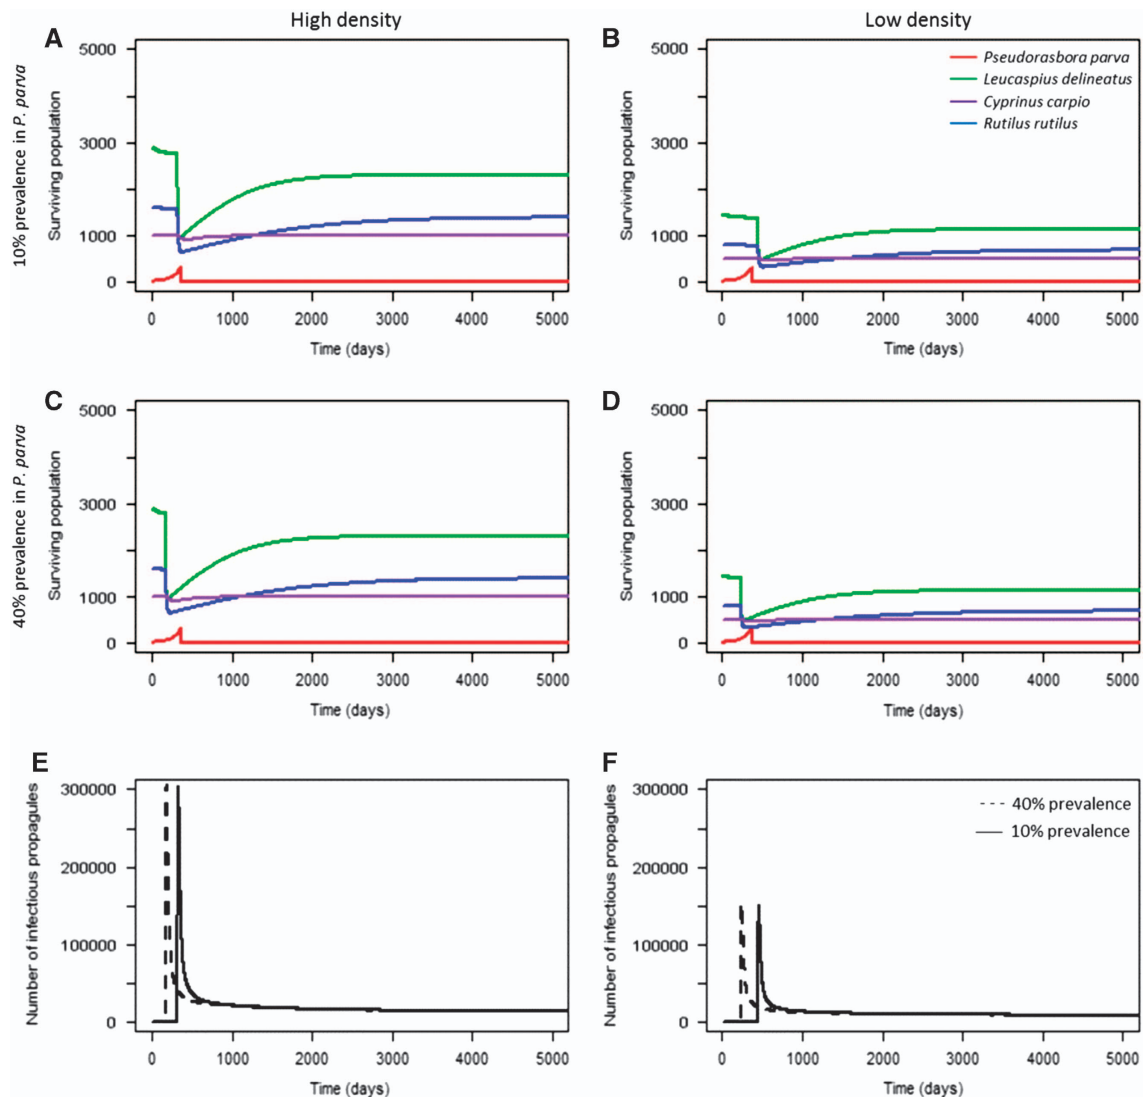 High density
Low density
10% prevalence in P. parva
A
Surviving population
5000
3000
1000
0
0 1000 2000 3000 4000 5000
Time (days)
B
Surviving population
5000
3000
1000
0
Pseudorasbora parva
Leucaspius delineatus
Cyprinus carpio
Rutilus rutilus
0 1000 2000 3000 4000 5000
Time (days)
40% prevalence in P. parva
C
Surviving population
5000
3000
1000
0
0 1000 2000 3000 4000 5000
Time (days)
D
Surviving population
5000
3000
1000
0
0 1000 2000 3000 4000 5000
Time (days)
E
Number of infectious propagules
300000
200000
100000
0
0 1000 2000 3000 4000 5000
Time (days)
F
Number of infectious propagules
300000
200000
100000
0
40% prevalence
10% prevalence
0 1000 2000 3000 4000 5000
Time (days)